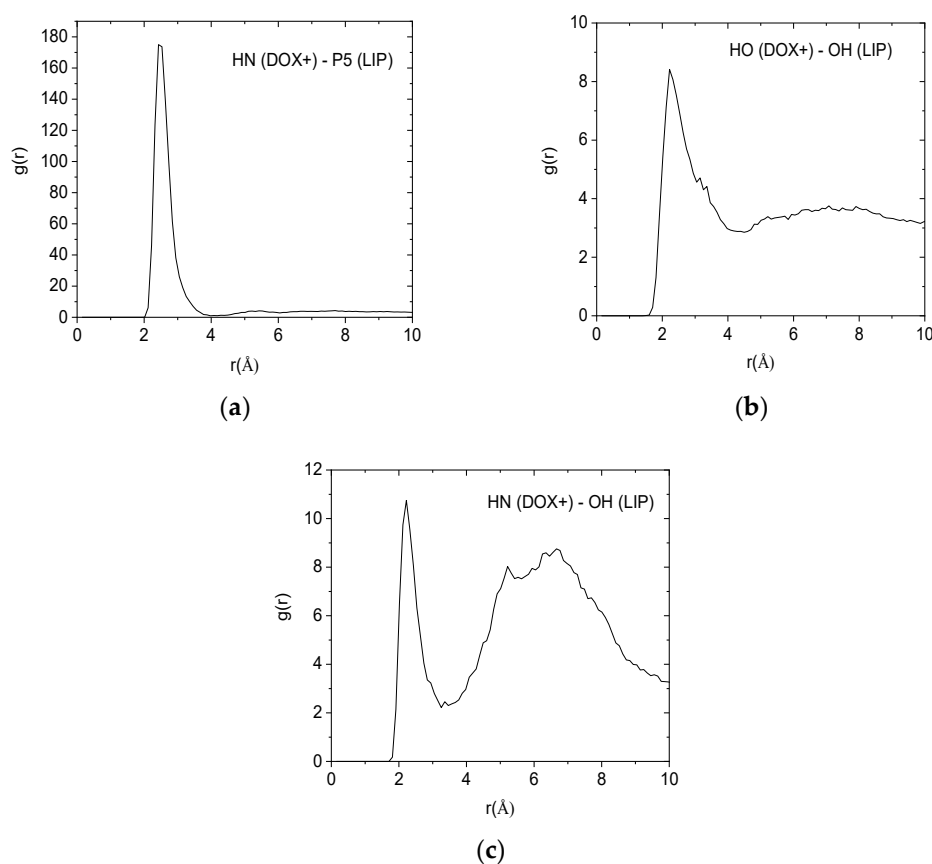 180
160
140
120
100
80
60
40
20
0
g(r)
HN (DOX+) - P5 (LIP)
0 2 4 6 8 10
r(Å)
(a)
10
8
6
4
2
0
g(r)
HO (DOX+) - OH (LIP)
0 2 4 6 8 10
r(Å)
(b)
12
10
8
6
4
2
0
g(r)
HN (DOX+) - OH (LIP)
0 2 4 6 8 10
r(Å)
(c)